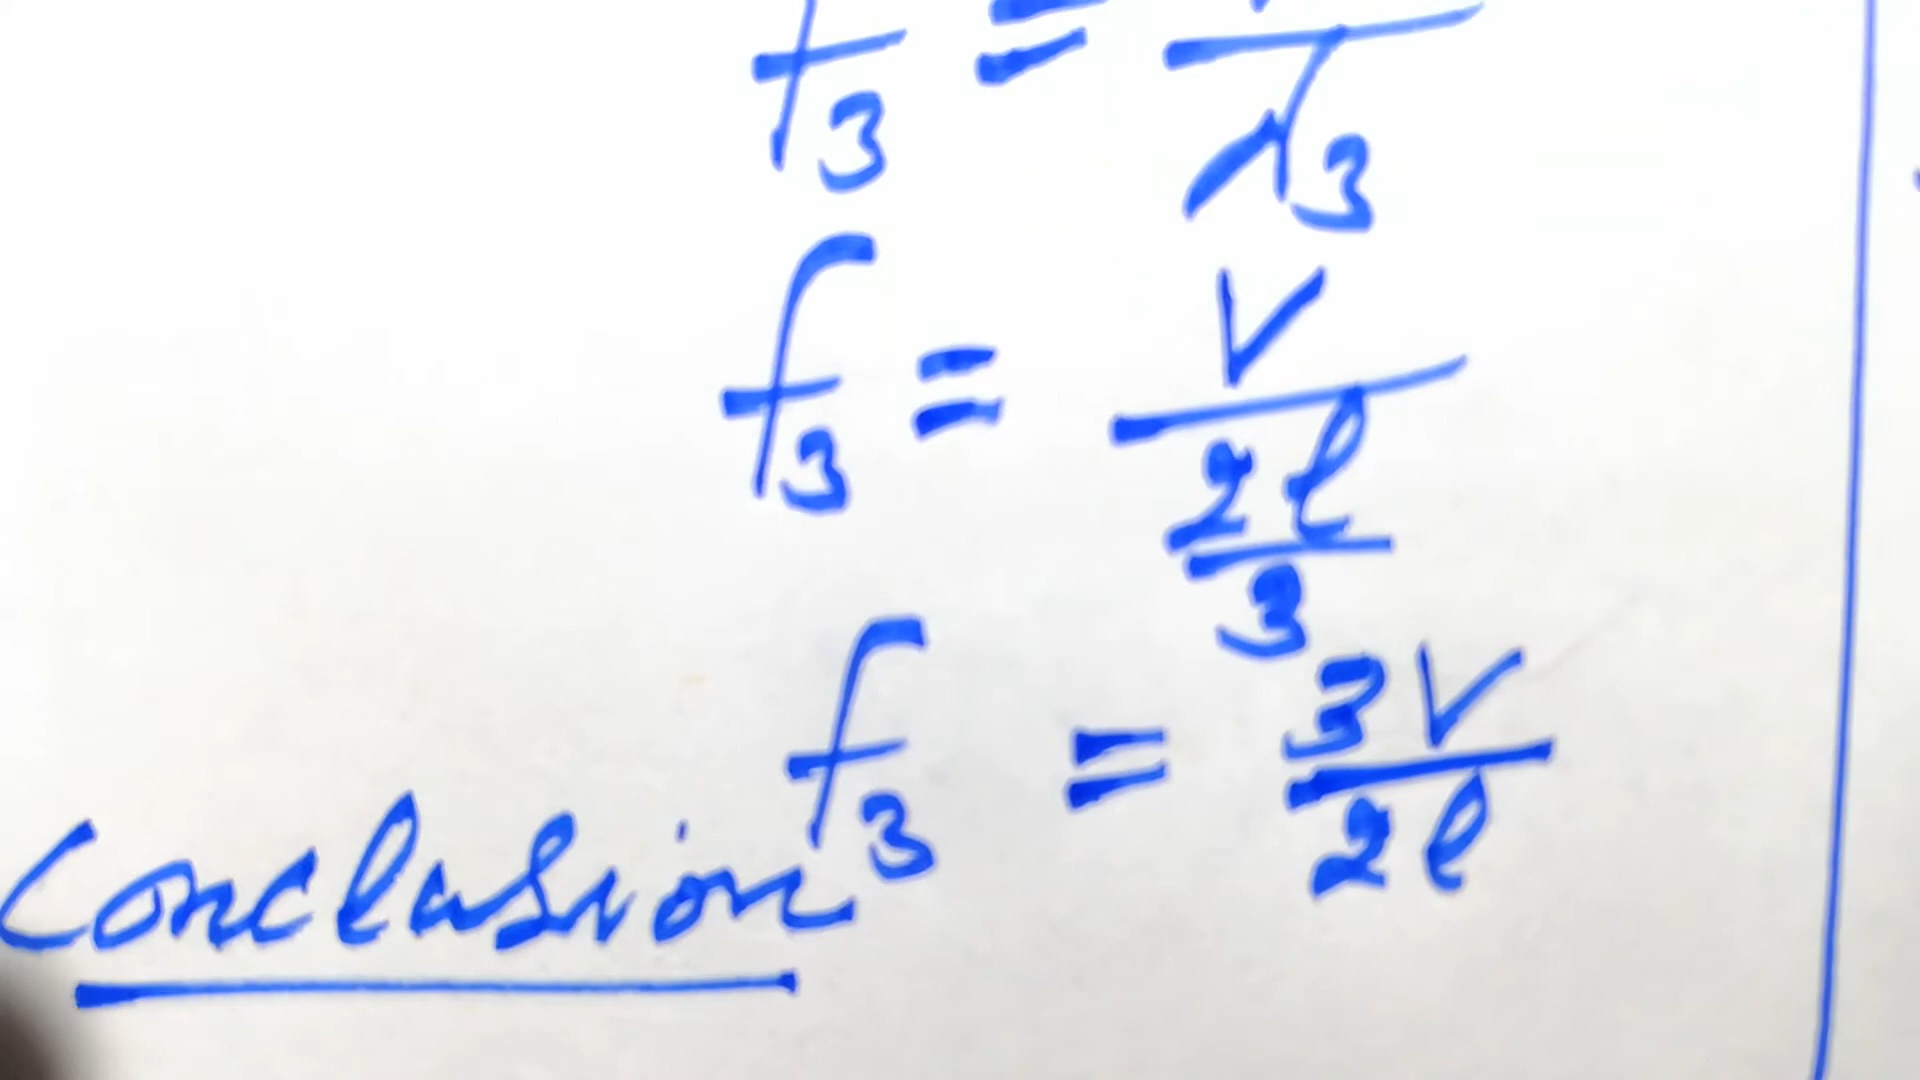 f₃ = V/λ₃
f₃ = V/(2l/3)
f₃ = 3V/2l
Conclusion